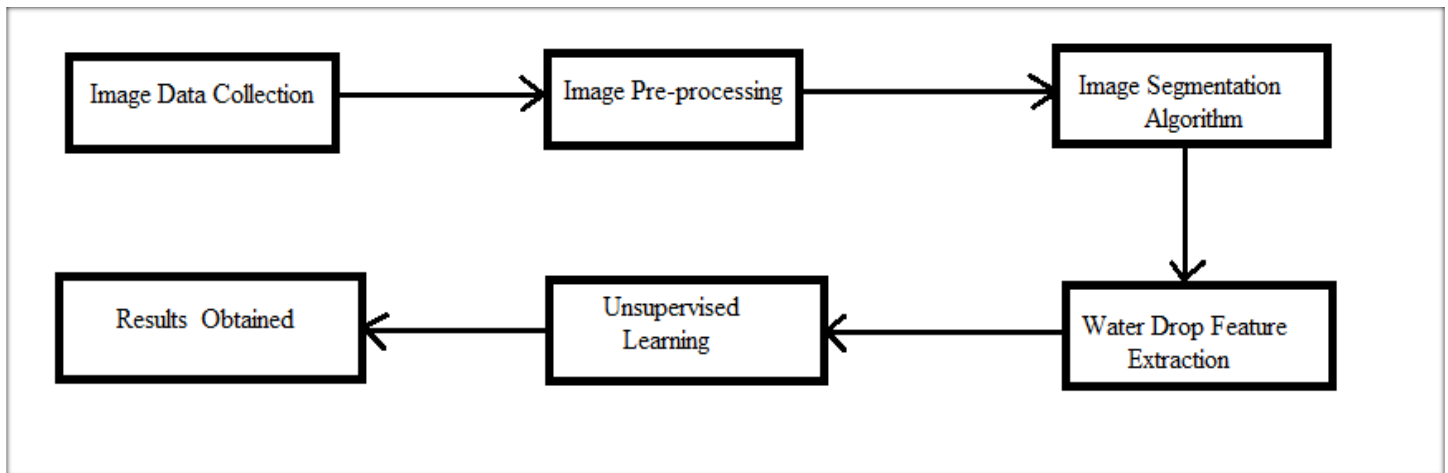 Image Data Collection
Image Pre-processing
Image Segmentation
Algorithm
Water Drop Feature
Extraction
Unsupervised
Learning
Results Obtained